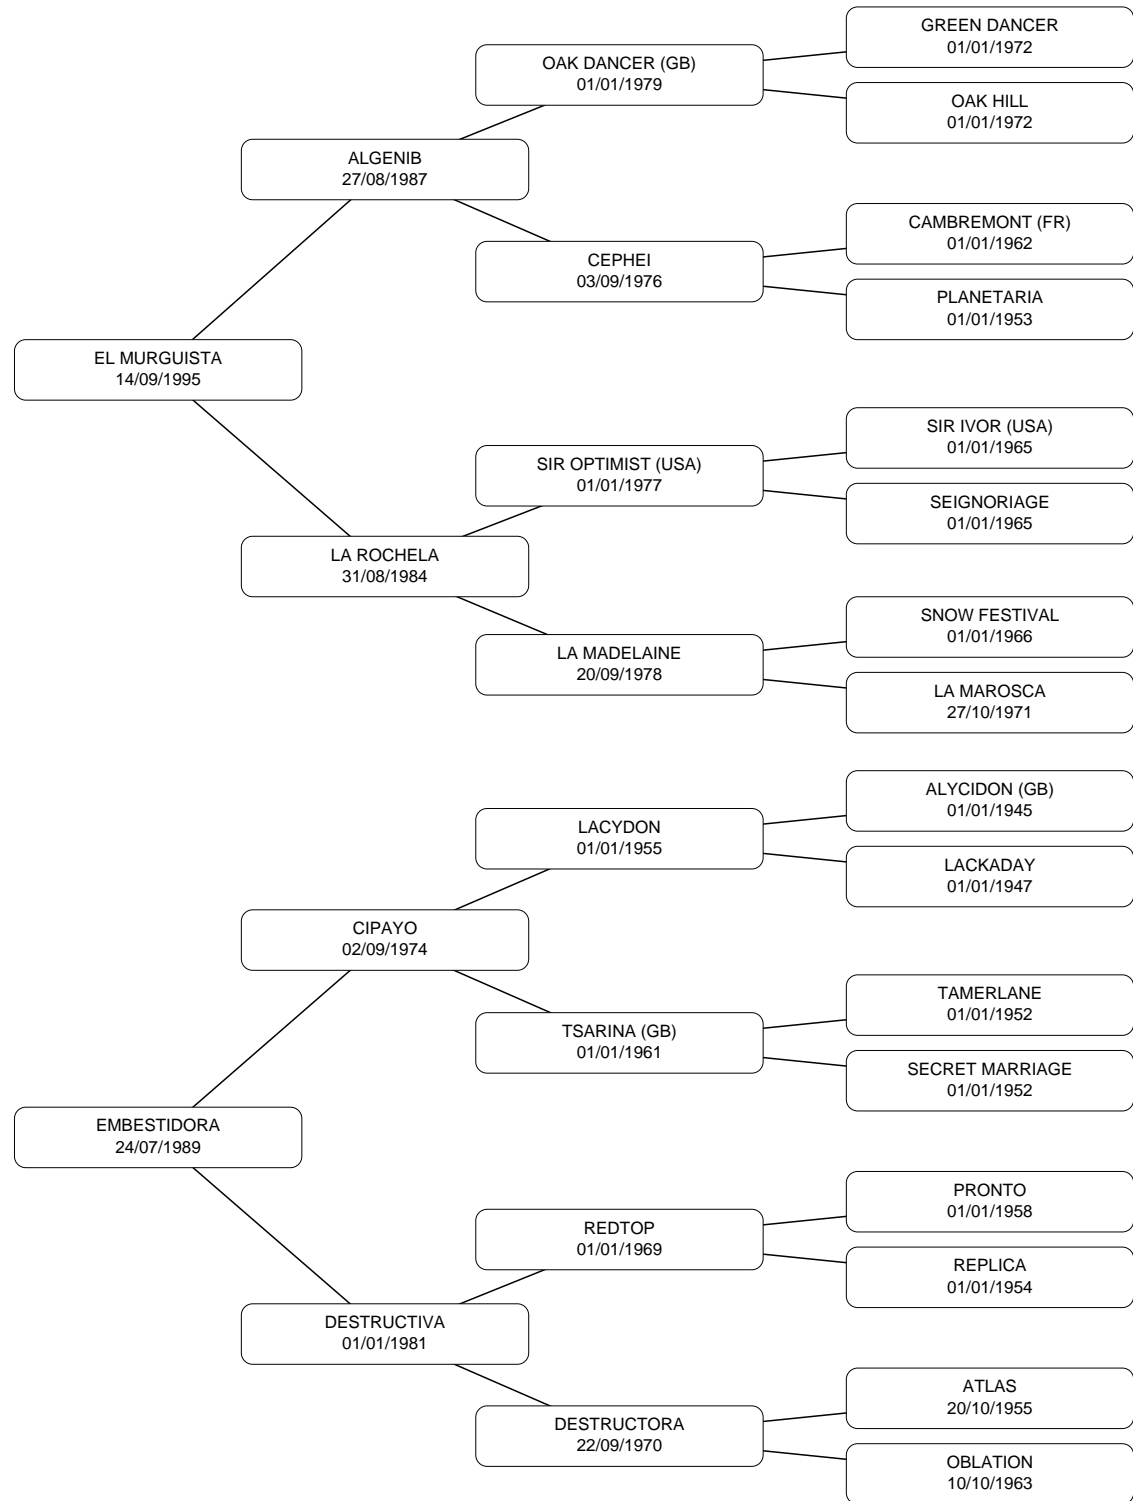 GREEN DANCER
01/01/1972
OAK DANCER (GB)
01/01/1979
OAK HILL
01/01/1972
ALGENIB
27/08/1987
CAMBREMONT (FR)
01/01/1962
CEPHEI
03/09/1976
PLANETARIA
01/01/1953
EL MURGUISTA
14/09/1995
SIR IVOR (USA)
01/01/1965
SIR OPTIMIST (USA)
01/01/1977
SEIGNORIAGE
01/01/1965
LA ROCHELA
31/08/1984
SNOW FESTIVAL
01/01/1966
LA MADELAINE
20/09/1978
LA MAROSCA
27/10/1971
ALYCIDON (GB)
01/01/1945
LACYDON
01/01/1955
LACKADAY
01/01/1947
CIPAYO
02/09/1974
TAMERLANE
01/01/1952
TSARINA (GB)
01/01/1961
SECRET MARRIAGE
01/01/1952
EMBESTIDORA
24/07/1989
PRONTO
01/01/1958
REDTOP
01/01/1969
REPLICA
01/01/1954
DESTRUCTIVA
01/01/1981
ATLAS
20/10/1955
DESTRUCTORA
22/09/1970
OBLATION
10/10/1963